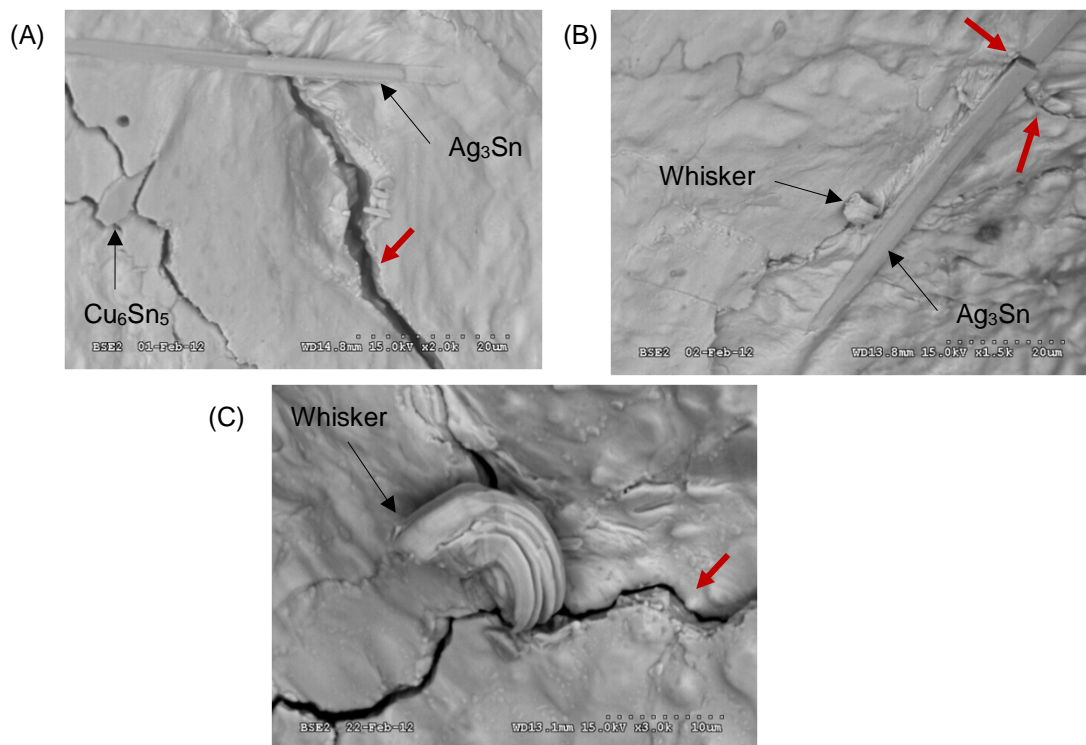 (A)
Ag₃Sn
Cu₆Sn₅
WD14.8mm 15.0kV x2.0k 20um
BSE2 01-Feb-12
(B)
Whisker
Ag₃Sn
BSE2 02-Feb-12
WD13.8mm 15.0kV x1.5k 20um
(C)
Whisker
BSE2 22-Feb-12
WD13.1mm 15.0kV x3.0k 10um